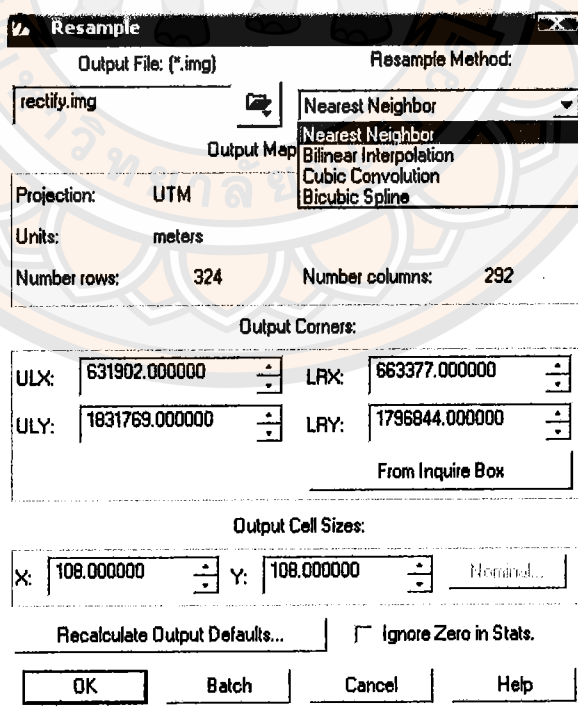 Resample
Output File: (*.img)
Resample Method:
rectify.img
Nearest Neighbor
Nearest Neighbor
Bilinear Interpolation
Cubic Convolution
Bicubic Spline
Output Map
Projection: UTM
Units: meters
Number rows: 324 Number columns: 292
Output Corners:
ULX: 631902.000000 LRX: 663377.000000
ULY: 1831769.000000 LRY: 1796844.000000
From Inquire Box
Output Cell Sizes:
X: 108.000000 Y: 108.000000 Nominal...
Recalculate Output Defaults... Ignore Zero in Stats.
OK Batch Cancel Help